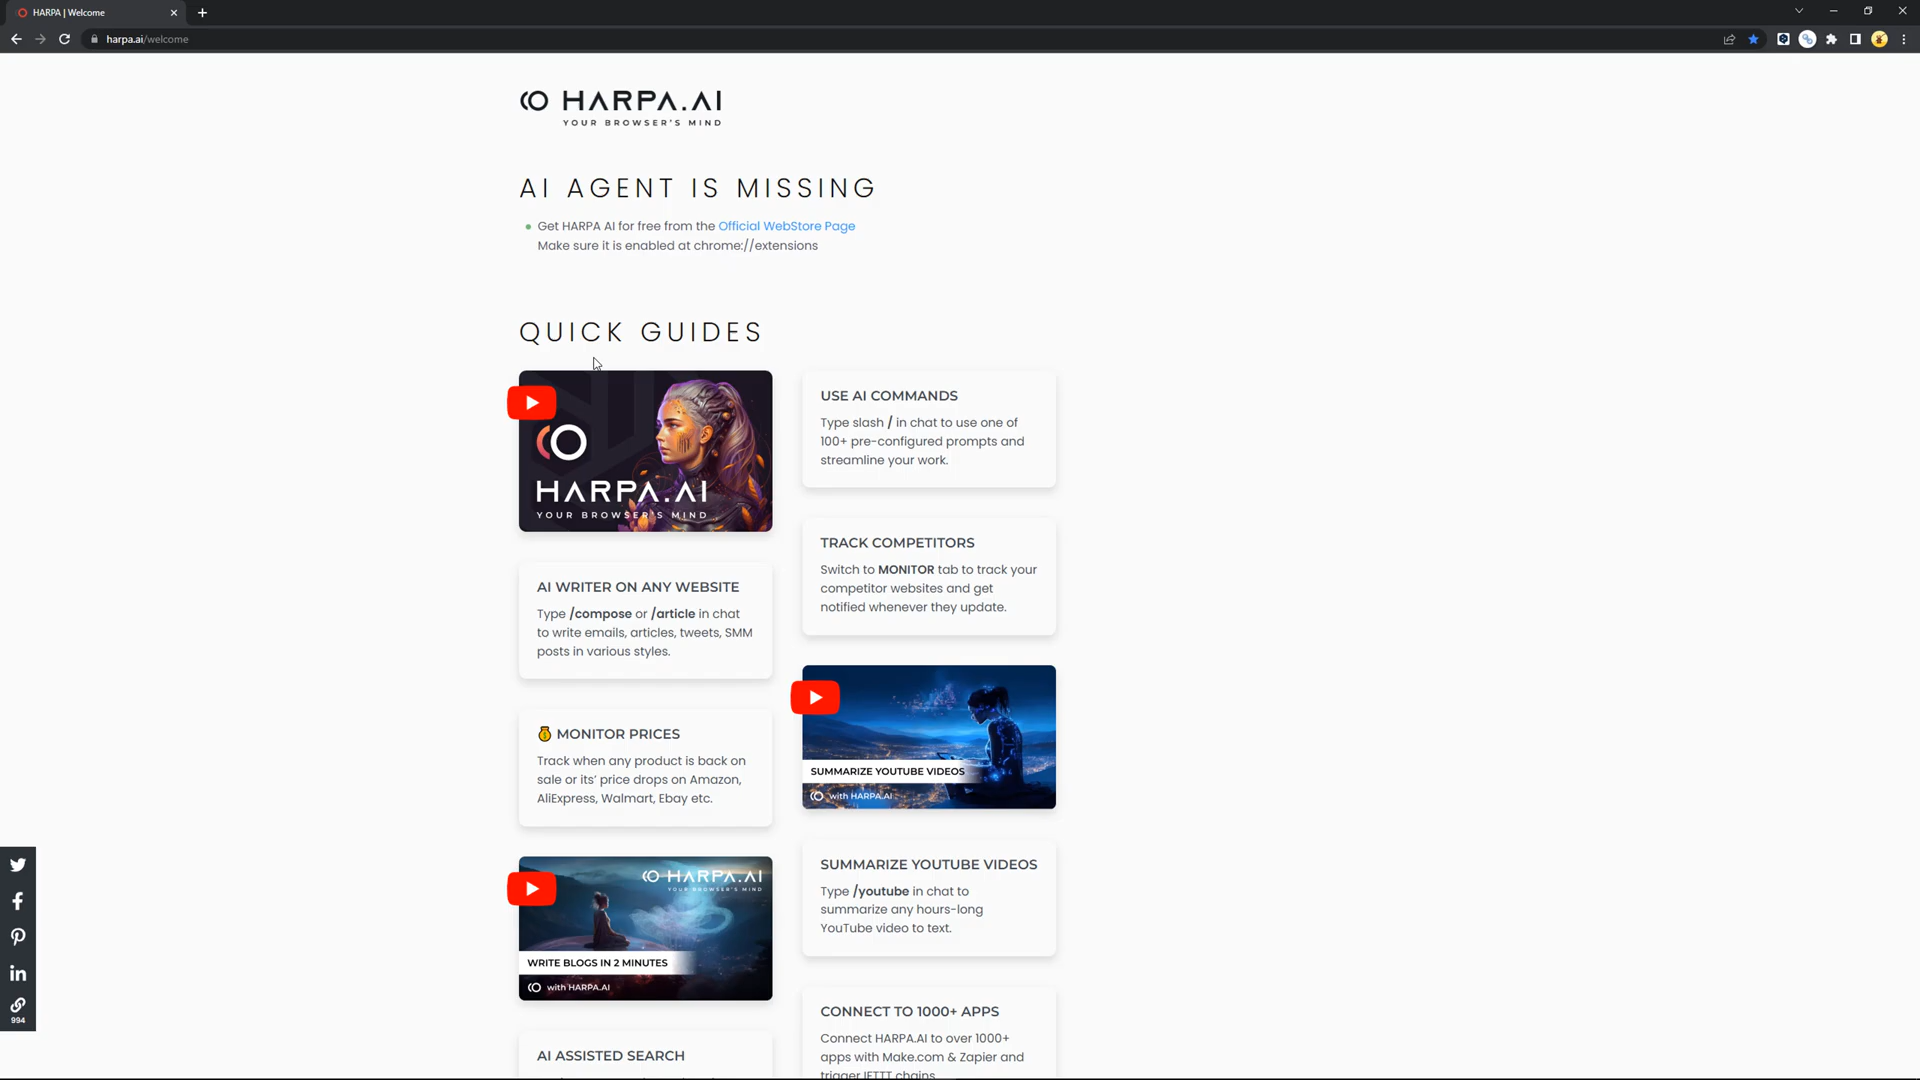 HARPA | Welcome
harpa.ai/welcome
HARPA.AI
YOUR BROWSER'S MIND
AI AGENT IS MISSING
Get HARPA AI for free from the Official WebStore Page
Make sure it is enabled at chrome://extensions
QUICK GUIDES
HARPA.AI
YOUR BROWSER'S MIND
AI WRITER ON ANY WEBSITE
Type /compose or /article in chat
to write emails, articles, tweets, SMM
posts in various styles.
MONITOR PRICES
Track when any product is back on
sale or its' price drops on Amazon,
AliExpress, Walmart, Ebay etc.
HARPA.AI
YOUR BROWSER'S MIND
WRITE BLOGS IN 2 MINUTES
with HARPA.AI
AI ASSISTED SEARCH
USE AI COMMANDS
Type slash / in chat to use one of
100+ pre-configured prompts and
streamline your work.
TRACK COMPETITORS
Switch to MONITOR tab to track your
competitor websites and get
notified whenever they update.
SUMMARIZE YOUTUBE VIDEOS
with HARPA.AI
SUMMARIZE YOUTUBE VIDEOS
Type /youtube in chat to
summarize any hours-long
YouTube video to text.
CONNECT TO 1000+ APPS
Connect HARPA.AI to over 1000+
apps with Make.com & Zapier and
trigger IFTTT chains
994